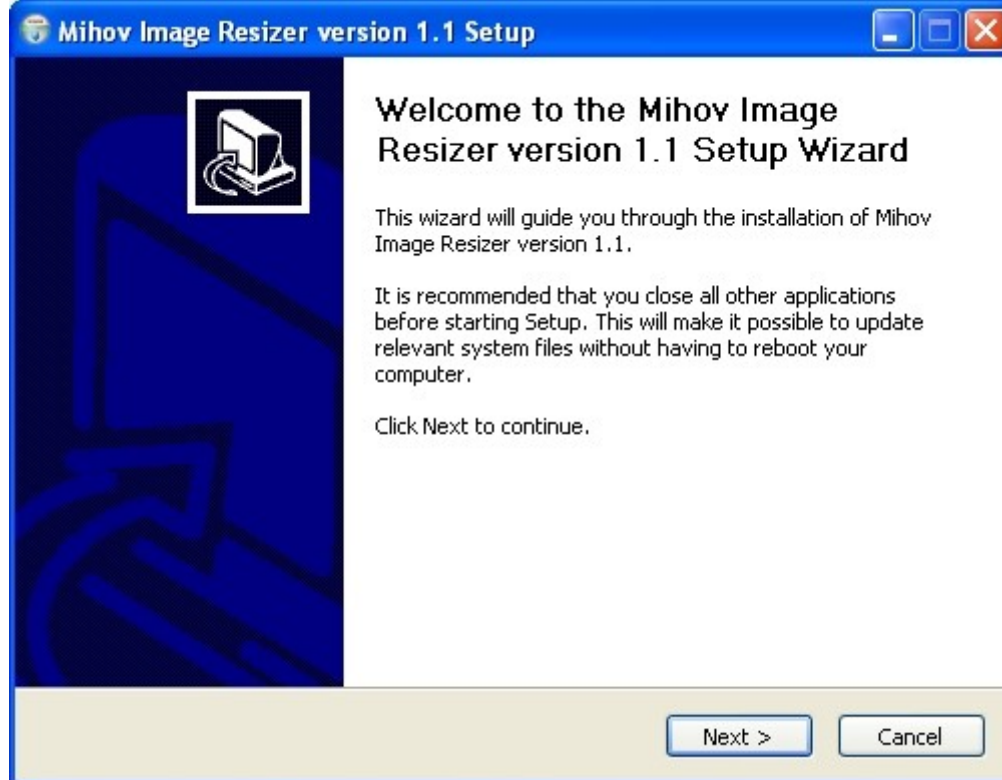 Mihov Image Resizer version 1.1 Setup
Welcome to the Mihov Image
Resizer version 1.1 Setup Wizard
This wizard will guide you through the installation of Mihov
Image Resizer version 1.1.
It is recommended that you close all other applications
before starting Setup. This will make it possible to update
relevant system files without having to reboot your
computer.
Click Next to continue.
Next >
Cancel